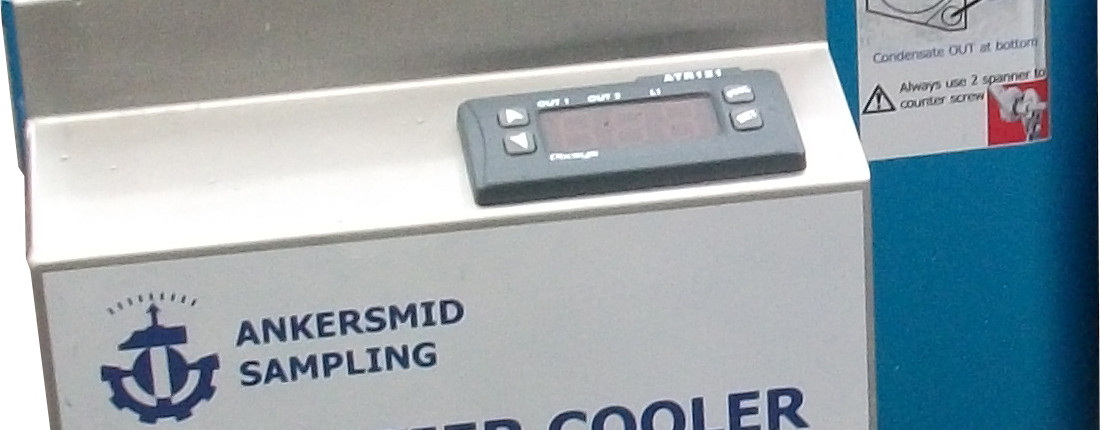 Condensate OUT at bottom
Always use 2 spanner to
counter screw
ATR121
OUT 1 OUT 2 L1
ANKERSMID
SAMPLING
COOLER